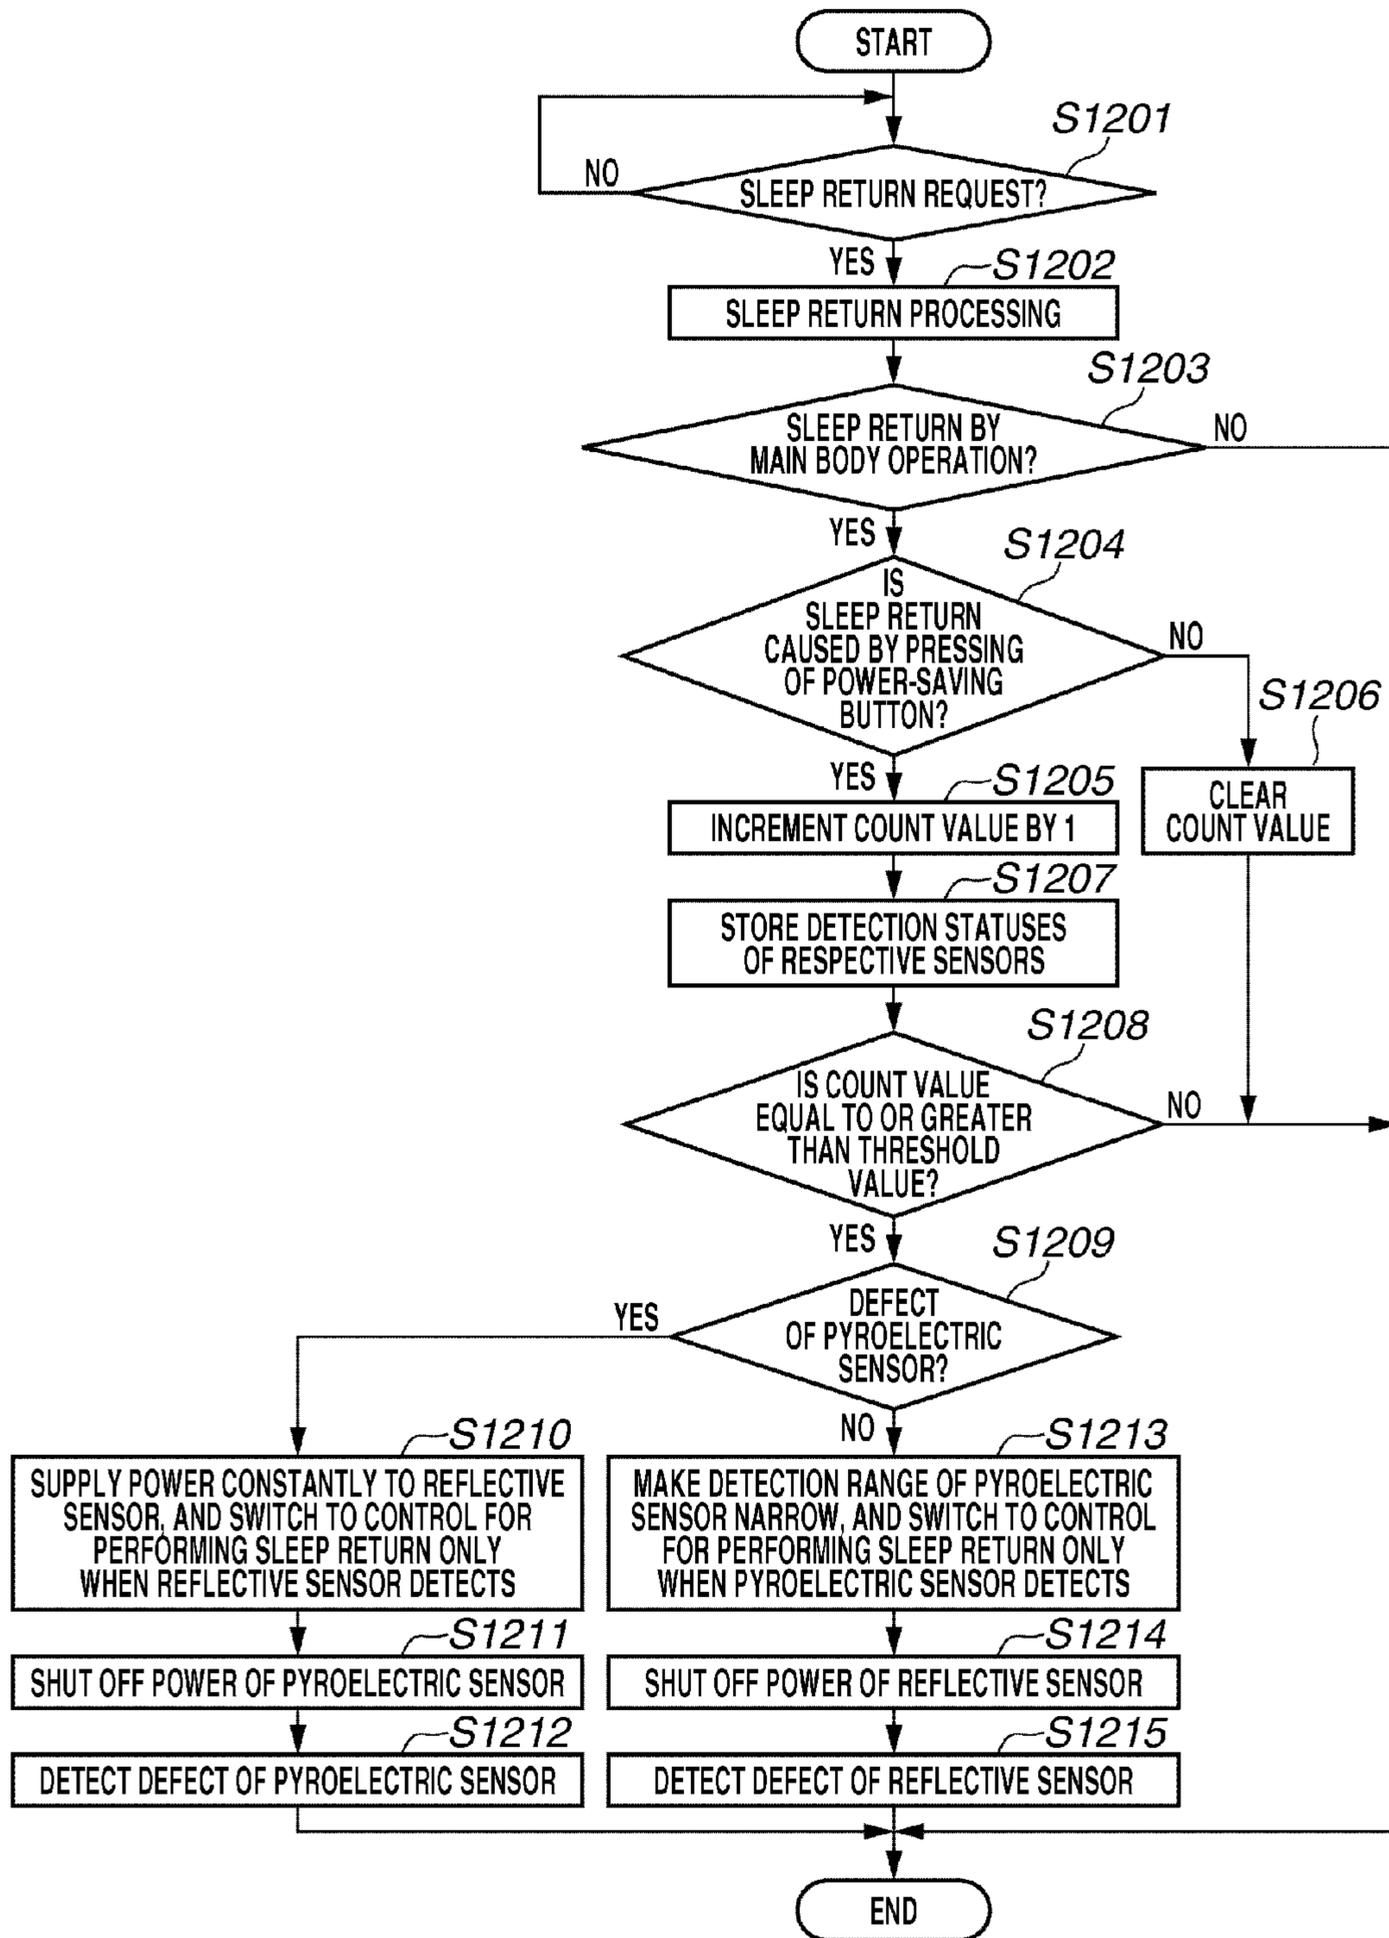 START
S1201
NO
SLEEP RETURN REQUEST?
YES
S1202
SLEEP RETURN PROCESSING
S1203
SLEEP RETURN BY
MAIN BODY OPERATION?
NO
YES
S1204
IS
SLEEP RETURN
CAUSED BY PRESSING
OF POWER-SAVING
BUTTON?
NO
S1206
CLEAR
COUNT VALUE
YES
S1205
INCREMENT COUNT VALUE BY 1
S1207
STORE DETECTION STATUSES
OF RESPECTIVE SENSORS
S1208
IS COUNT VALUE
EQUAL TO OR GREATER
THAN THRESHOLD
VALUE?
NO
YES
S1209
DEFECT
OF PYROELECTRIC
SENSOR?
YES
NO
S1210
SUPPLY POWER CONSTANTLY TO REFLECTIVE
SENSOR, AND SWITCH TO CONTROL FOR
PERFORMING SLEEP RETURN ONLY
WHEN REFLECTIVE SENSOR DETECTS
S1211
SHUT OFF POWER OF PYROELECTRIC SENSOR
S1212
DETECT DEFECT OF PYROELECTRIC SENSOR
S1213
MAKE DETECTION RANGE OF PYROELECTRIC
SENSOR NARROW, AND SWITCH TO CONTROL
FOR PERFORMING SLEEP RETURN ONLY
WHEN PYROELECTRIC SENSOR DETECTS
S1214
SHUT OFF POWER OF REFLECTIVE SENSOR
S1215
DETECT DEFECT OF REFLECTIVE SENSOR
END